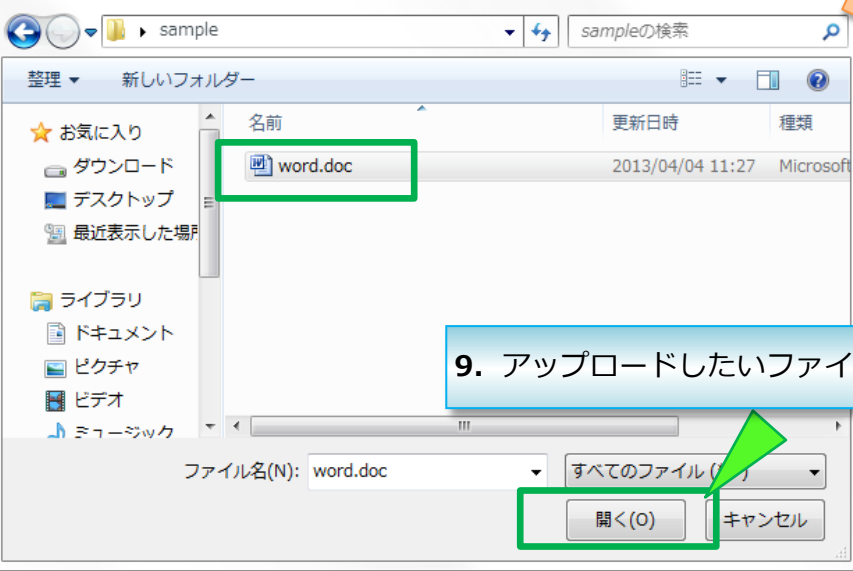 sample
sampleの検索
整理
新しいフォルダー
お気に入り
ダウンロード
デスクトップ
最近表示した場所
ライブラリ
ドキュメント
ピクチャ
ビデオ
ミュージック
名前 更新日時 種類
word.doc 2013/04/04 11:27 Microsoft
9. アップロードしたいファイ
ファイル名(N): word.doc
すべてのファイル (
開く(O) キャンセル